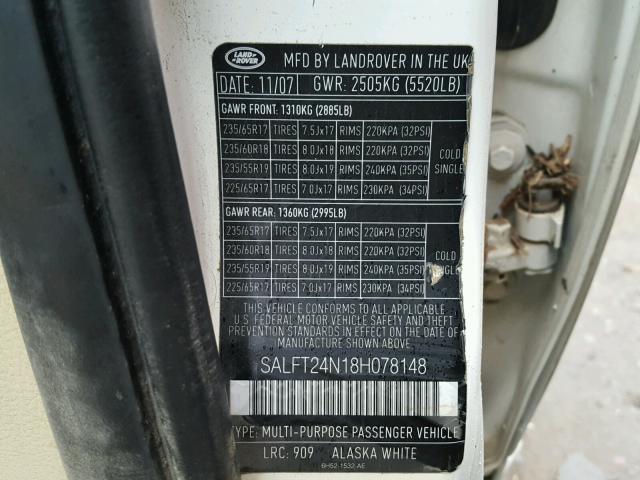 LAND-
ROVER
MFD BY LANDROVER IN THE UK
DATE: 11/07 GWR: 2505KG (5520LB)
GAWR FRONT: 1310KG (2885LB)
235/65R17 TIRES 7.5Jx17 RIMS 220KPA (32PSI)
235/60R18 TIRES 8.0Jx18 RIMS 220KPA (32PSI)
235/55R19 TIRES 8.0Jx19 RIMS 240KPA (35PSI)
225/65R17 TIRES 7.0Jx17 RIMS 230KPA (34PSI)
COLD
SINGLE
GAWR REAR: 1360KG (2995LB)
235/65R17 TIRES 7.5Jx17 RIMS 220KPA (32PSI)
235/60R18 TIRES 8.0Jx18 RIMS 220KPA (32PSI)
235/55R19 TIRES 8.0Jx19 RIMS 240KPA (35PSI)
225/65R17 TIRES 7.0Jx17 RIMS 230KPA (34PSI)
COLD
SINGLE
THIS VEHICLE CONFORMS TO ALL APPLICABLE
U.S. FEDERAL MOTOR VEHICLE SAFETY AND THEFT
PREVENTION STANDARDS IN EFFECT ON THE DATE OF
MANUFACTURE SHOWN ABOVE
SALFT24N18H078148
TYPE: MULTI-PURPOSE PASSENGER VEHICLE
LRC: 909 ALASKA WHITE
6H52-1532-AE